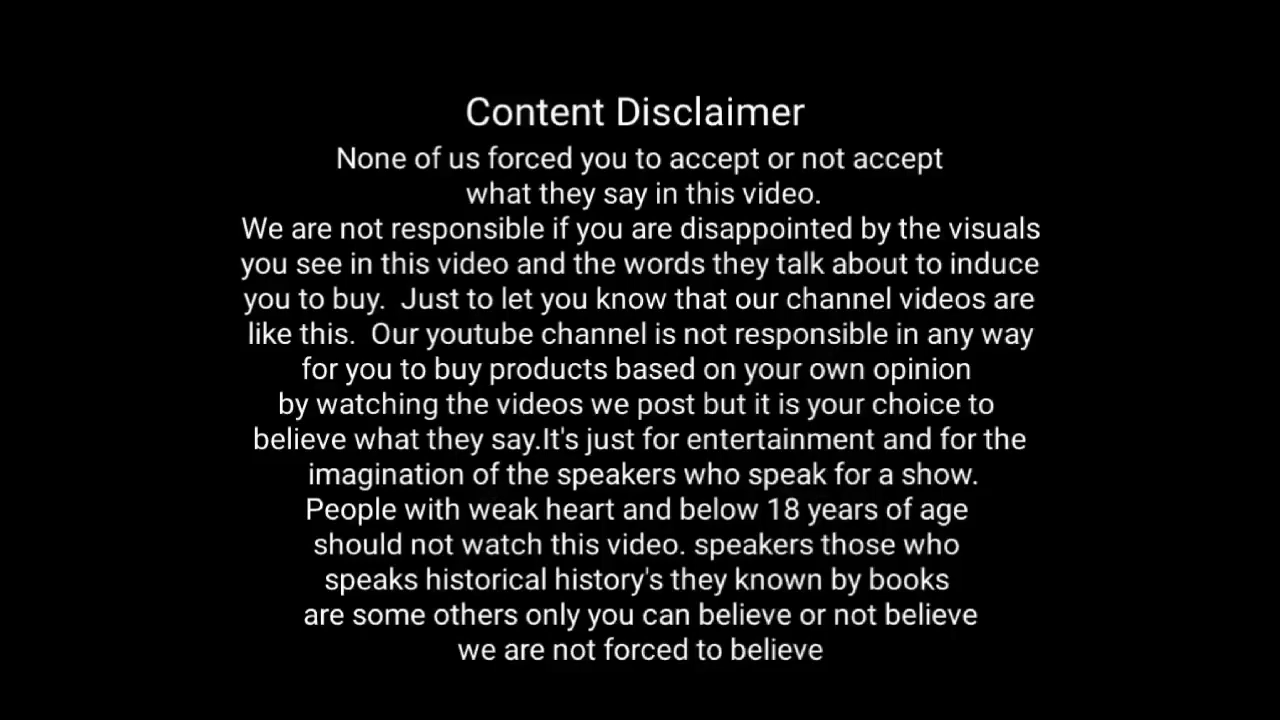 Content Disclaimer
None of us forced you to accept or not accept
what they say in this video.
We are not responsible if you are disappointed by the visuals
you see in this video and the words they talk about to induce
you to buy.  Just to let you know that our channel videos are
like this.  Our youtube channel is not responsible in any way
for you to buy products based on your own opinion
by watching the videos we post but it is your choice to
believe what they say.It's just for entertainment and for the
imagination of the speakers who speak for a show.
People with weak heart and below 18 years of age
should not watch this video. speakers those who
speaks historical history's they known by books
are some others only you can believe or not believe
we are not forced to believe